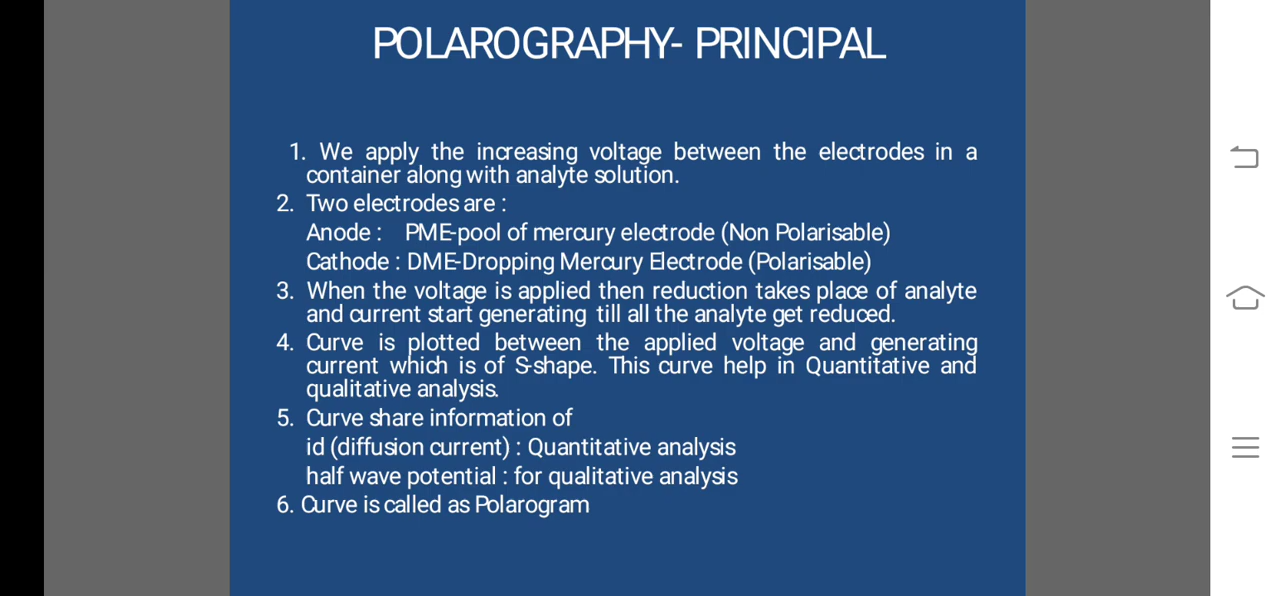 POLAROGRAPHY- PRINCIPAL
1. We apply the increasing voltage between the electrodes in a
container along with analyte solution.
2. Two electrodes are :
Anode : PME-pool of mercury electrode (Non Polarisable)
Cathode : DME-Dropping Mercury Electrode (Polarisable)
3. When the voltage is applied then reduction takes place of analyte
and current start generating till all the analyte get reduced.
4. Curve is plotted between the applied voltage and generating
current which is of S-shape. This curve help in Quantitative and
qualitative analysis.
5. Curve share information of
id (diffusion current) : Quantitative analysis
half wave potential : for qualitative analysis
6. Curve is called as Polarogram